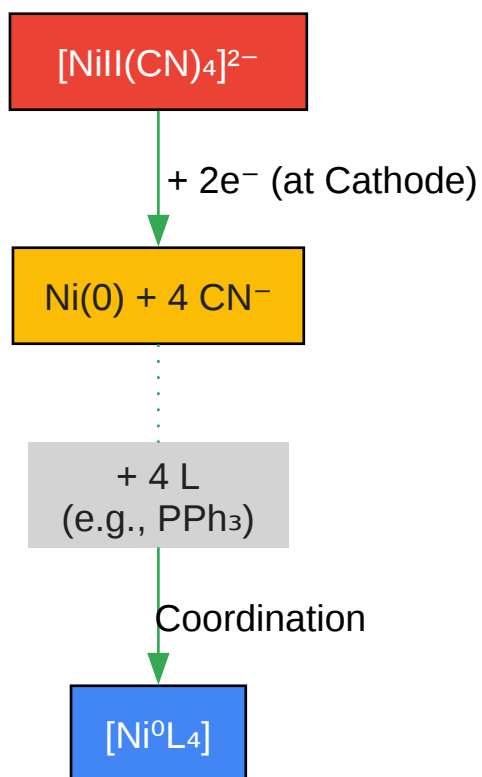 [NiII(CN)₄]²⁻
+ 2e⁻ (at Cathode)
Ni(0) + 4 CN⁻
+ 4 L
(e.g., PPh₃)
Coordination
[Ni⁰L₄]